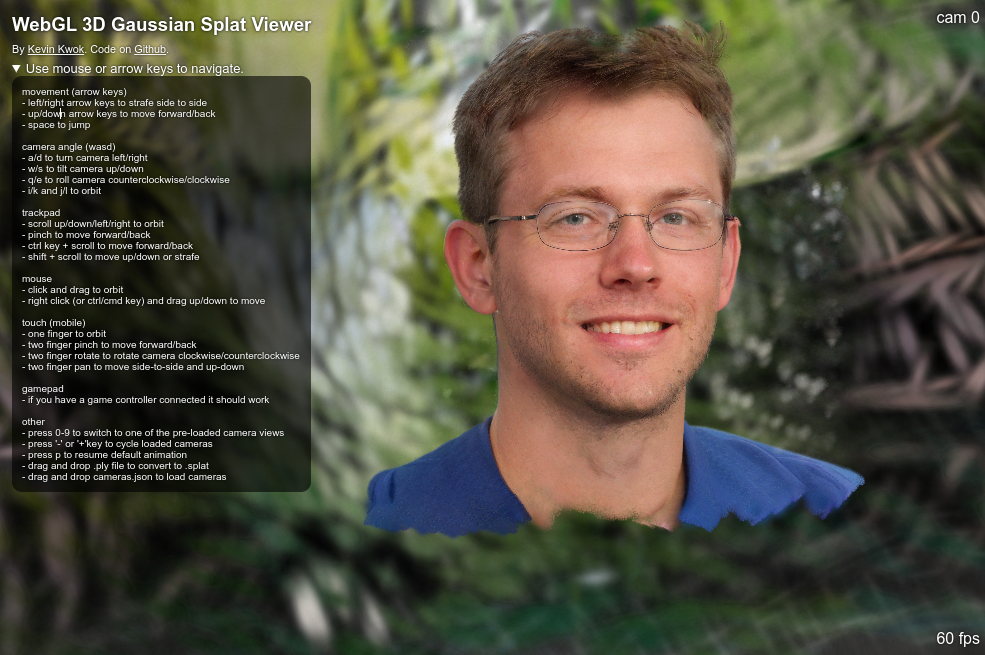 WebGL 3D Gaussian Splat Viewer
By Kevin Kwok. Code on Github.
▼ Use mouse or arrow keys to navigate.
movement (arrow keys)
- left/right arrow keys to strafe side to side
- up/down arrow keys to move forward/back
- space to jump
camera angle (wasd)
- a/d to turn camera left/right
- w/s to tilt camera up/down
- q/e to roll camera counterclockwise/clockwise
- i/k and j/l to orbit
trackpad
- scroll up/down/left/right to orbit
- pinch to move forward/back
- ctrl key + scroll to move forward/back
- shift + scroll to move up/down or strafe
mouse
- click and drag to orbit
- right click (or ctrl/cmd key) and drag up/down to move
touch (mobile)
- one finger to orbit
- two finger pinch to move forward/back
- two finger rotate to rotate camera clockwise/counterclockwise
- two finger pan to move side-to-side and up-down
gamepad
- if you have a game controller connected it should work
other
- press 0-9 to switch to one of the pre-loaded camera views
- press '-' or '+'key to cycle loaded cameras
- press p to resume default animation
- drag and drop .ply file to convert to .splat
- drag and drop cameras.json to load cameras
cam 0
60 fps